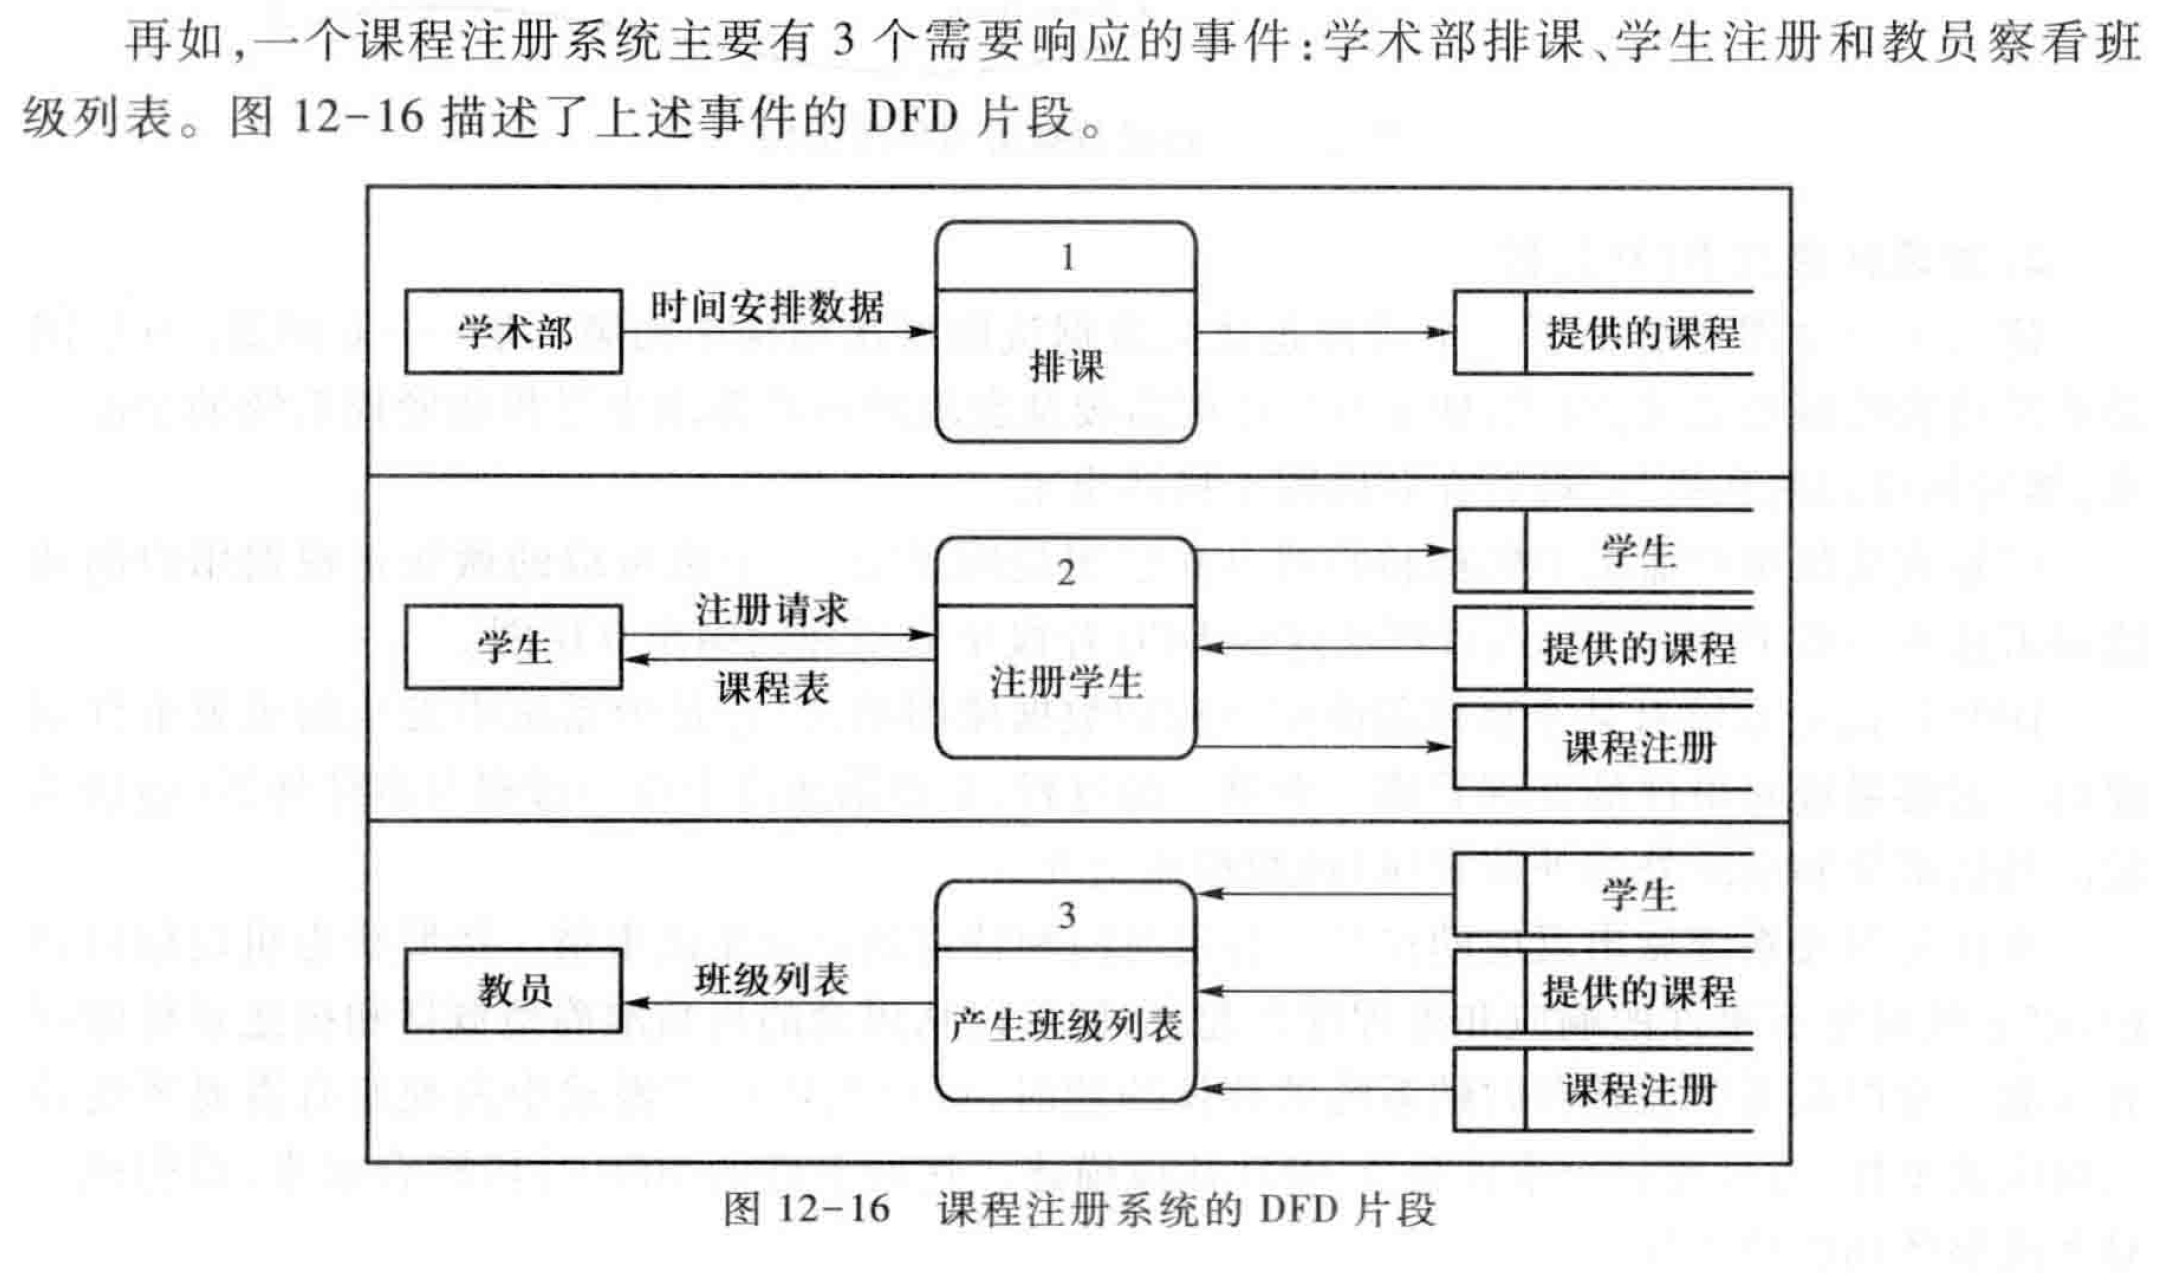 再如,一个课程注册系统主要有 3 个需要响应的事件:学术部排课、学生注册和教员察看班
级列表。图 12-16 描述了上述事件的 DFD 片段。
1
学术部
时间安排数据
排课
提供的课程
2
学生
注册请求
课程表
注册学生
学生
提供的课程
课程注册
3
教员
班级列表
产生班级列表
学生
提供的课程
课程注册
图 12-16 课程注册系统的 DFD 片段